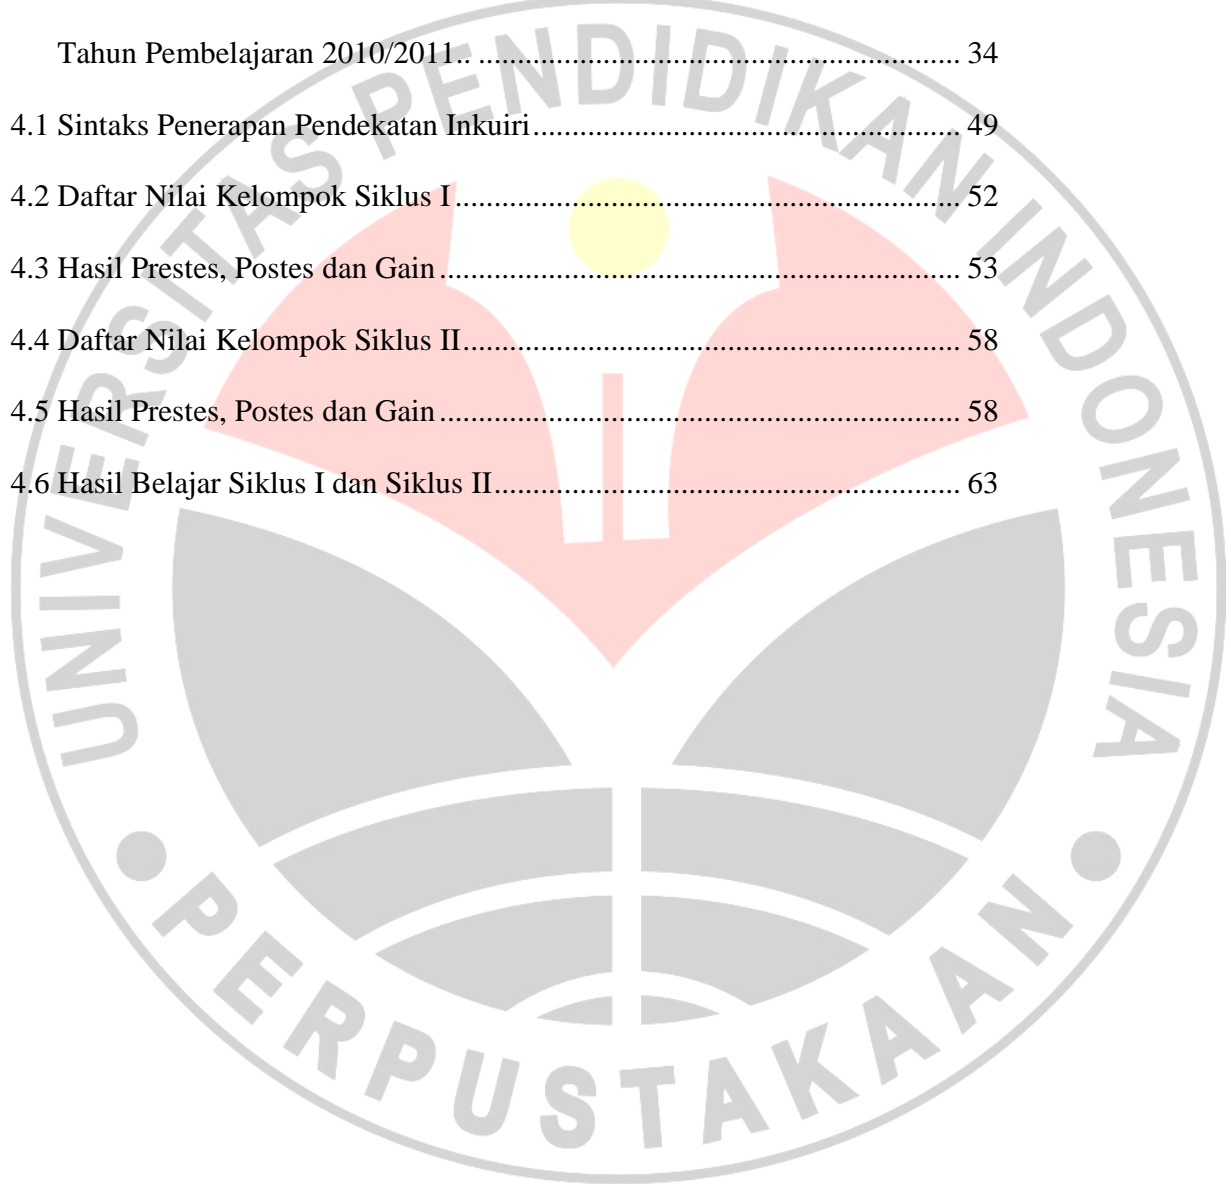 Tahun Pembelajaran 2010/2011.. ............................................................. 34
4.1 Sintaks Penerapan Pendekatan Inkuiri...................................................... 49
4.2 Daftar Nilai Kelompok Siklus I ................................................................ 52
4.3 Hasil Prestes, Postes dan Gain .................................................................. 53
4.4 Daftar Nilai Kelompok Siklus II............................................................... 58
4.5 Hasil Prestes, Postes dan Gain .................................................................. 58
4.6 Hasil Belajar Siklus I dan Siklus II........................................................... 63
UNIVERSITAS PENDIDIKAN INDONESIA
PERPUSTAKAAN